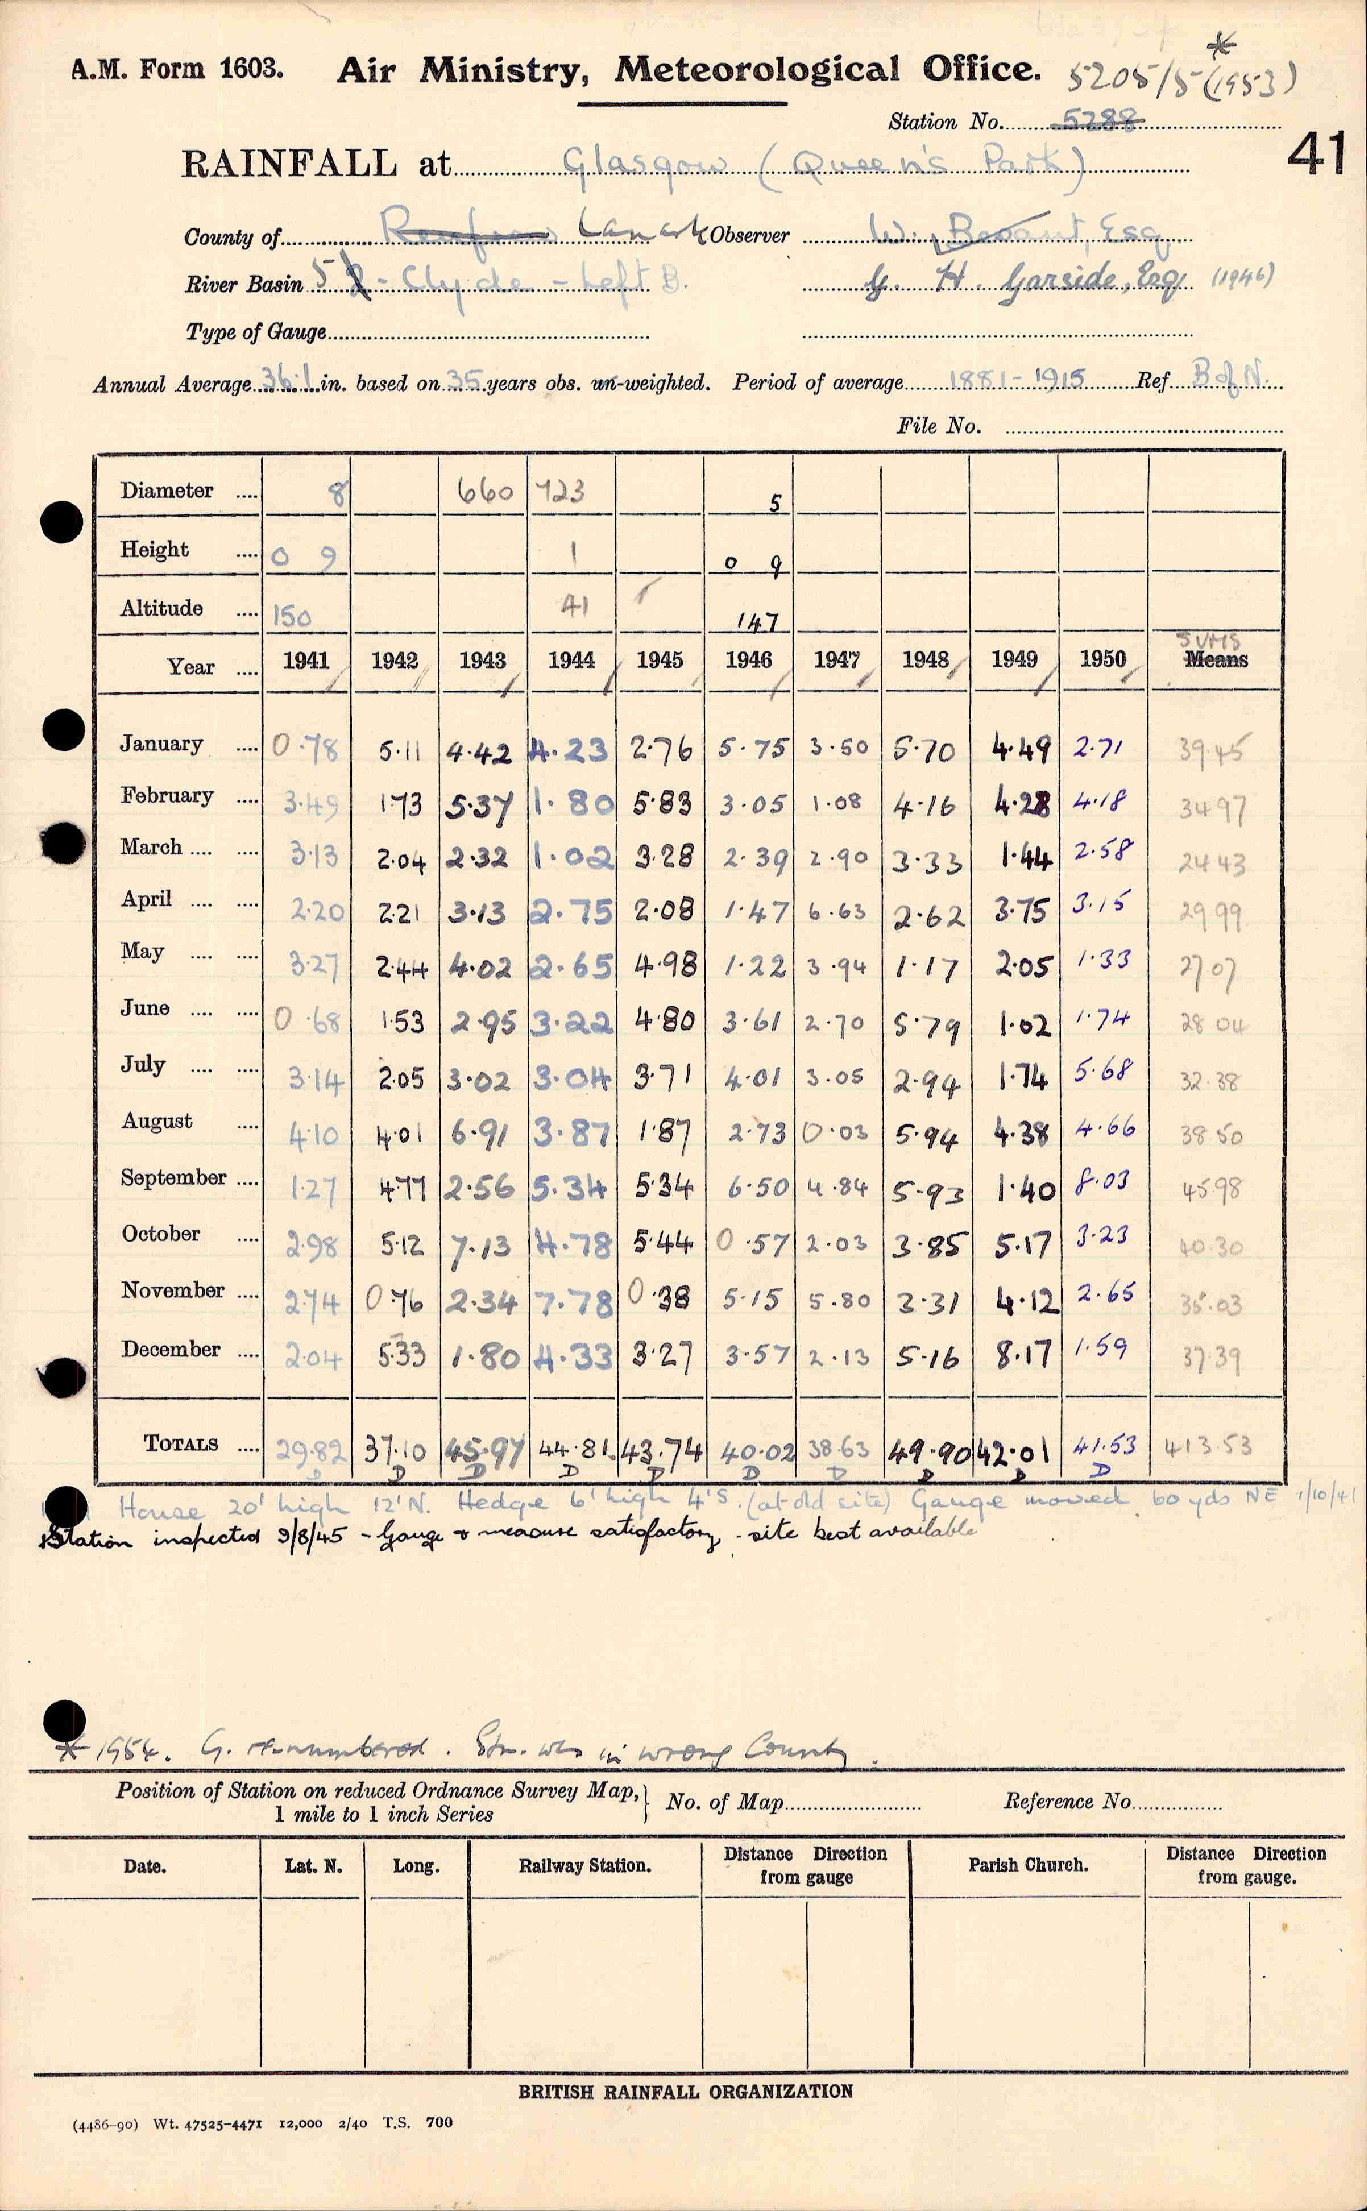 A.M. Form 1603. Air Ministry, Meteorological Office. 5205/5 (1953) *
Station No. 5288
41
RAINFALL at Glasgow (Queen's Park)
County of Renfrew Lanark Observer W. Besant, Esq
River Basin 5 - Clyde - Left B. G. H. Garside, Esq (1946)
Type of Gauge
Annual Average 36.1 in. based on 35 years obs. un-weighted. Period of average 1881-1915 Ref. B of N.
File No.
Diameter .... 8 660 723 5
Height .... 0 9 1 0 9
Altitude .... 150 41 147
Year .... 1941 1942 1943 1944 1945 1946 1947 1948 1949 1950 SUMS Means
January .... 0.78 5.11 4.42 4.23 2.76 5.75 3.50 5.70 4.49 2.71 39.45
February .... 3.49 1.73 5.37 1.80 5.83 3.05 1.08 4.16 4.28 4.18 34 97
March .... .... 3.13 2.04 2.32 1.02 3.28 2.39 2.90 3.33 1.44 2.58 24 43
April .... .... 2.20 2.21 3.13 2.75 2.08 1.47 6.63 2.62 3.75 3.15 29 99
May .... .... 3.27 2.44 4.02 2.65 4.98 1.22 3.94 1.17 2.05 1.33 27 07
June .... .... 0.68 1.53 2.95 3.22 4.80 3.61 2.70 5.79 1.02 1.74 28 04
July .... .... 3.14 2.05 3.02 3.04 3.71 4.01 3.05 2.94 1.74 5.68 32.38
August .... 4.10 4.01 6.91 3.87 1.87 2.73 0.03 5.94 4.38 4.66 38 50
September .... 1.27 4.77 2.56 5.34 5.34 6.50 4.84 5.93 1.40 8.03 45 98
October .... 2.98 5.12 7.13 4.78 5.44 0.57 2.03 3.85 5.17 3.23 40.30
November .... 2.74 0.76 2.34 7.78 0.38 5.15 5.80 3.31 4.12 2.65 35.03
December .... 2.04 5.33 1.80 4.33 3.27 3.57 2.13 5.16 8.17 1.59 37.39
TOTALS .... 29.82 37.10 45.97 44.81 43.74 40.02 38.63 49.90 42.01 41.53 413.53
D D D D D D D D D D
House 20' high 12' N. Hedge 6' high 4' S. (at old site) Gauge moved 60 yds NE 1/10/41
Station inspected 9/8/45 - Gauge & measure satisfactory - site best available
* 1954. G. re-numbered. Stn. was in wrong County.
Position of Station on reduced Ordnance Survey Map, } No. of Map Reference No.
1 mile to 1 inch Series
Date. Lat. N. Long. Railway Station. Distance Direction from gauge Parish Church. Distance Direction from gauge.
BRITISH RAINFALL ORGANIZATION
(4486-90) Wt. 47525-4471 12,000 2/40 T.S. 700